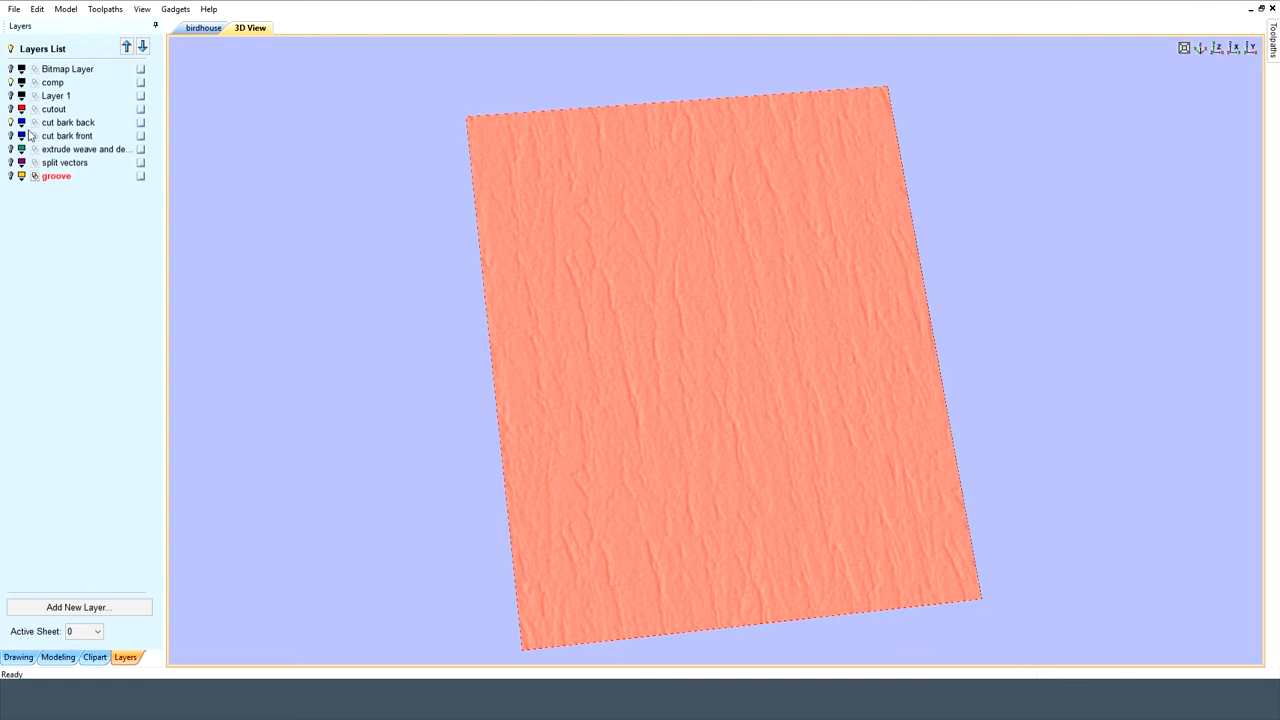 File Edit Model Toolpaths View Gadgets Help
Layers
birdhouse 3D View
Toolpaths
Layers List
Z X Y
Bitmap Layer
comp
Layer 1
cutout
cut bark back
cut bark front
extrude weave and de...
split vectors
groove
Add New Layer...
Active Sheet: 0
Drawing Modeling Clipart Layers
Ready